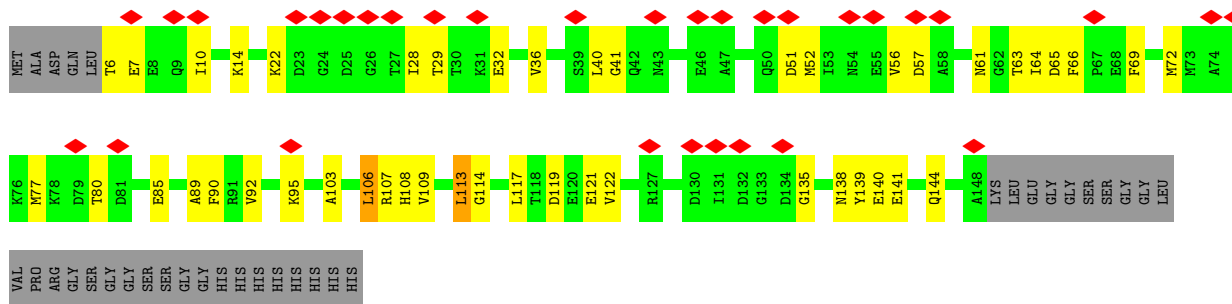 MET ALA ASP GLN LEU T6 E7 E8 Q9 I10 K14 K22 D23 G24 D25 G26 T27 I28 T29 T30 K31 E32 V36 S39 L40 G41 Q42 N43 E46 A47 Q50 D51 M52 I53 N54 E55 V56 D57 A58 N61 G62 T63 I64 D65 F66 P67 E68 F69 M72 M73 A74
K76 M77 K78 D79 T80 D81 E85 A89 F90 R91 V92 K95 A103 L106 R107 H108 V109 L113 G114 L117 T118 D119 E120 E121 V122 R127 D130 I131 D132 G133 D134 G135 N138 Y139 E140 E141 Q144 A148 LYS LEU GLU GLY GLY SER SER GLY GLY LEU
VAL PRO ARG GLY SER GLY GLY SER SER GLY GLY HIS HIS HIS HIS HIS HIS HIS HIS